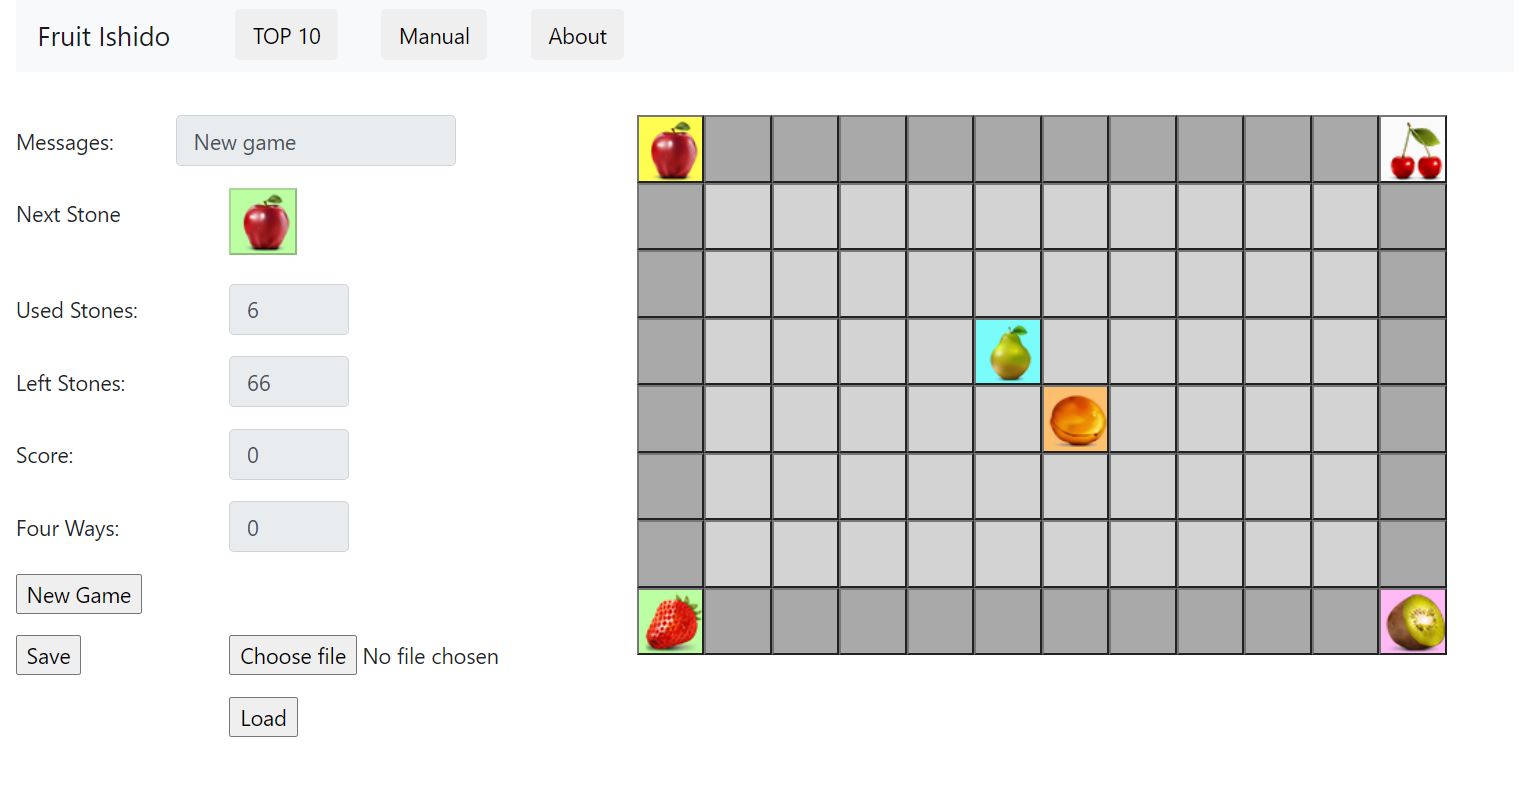 Fruit Ishido TOP 10 Manual About
Messages: New game
Next Stone
Used Stones: 6
Left Stones: 66
Score: 0
Four Ways: 0
New Game
Save Choose file No file chosen
Load